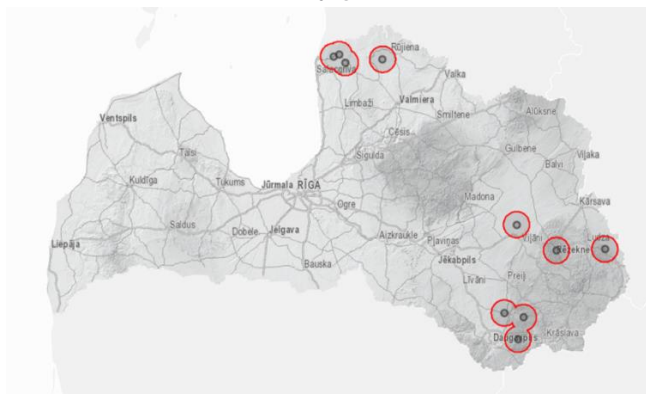 Rūjiena
Salacgrīva
Valka
Limbaži
Valmiera
Smiltene
Alūksne
Ventspils
Cēsis
Talsi
Sigulda
Gulbene
Viļaka
Balvi
Kuldīga
Tukums
Jūrmala
RĪGA
Madona
Kārsava
Ogre
Saldus
Dobele
Jelgava
Aizkraukle
Pļaviņas
Viļāni
Ludza
Rēzekne
Liepāja
Bauska
Jēkabpils
Līvāni
Preiļi
Daugavpils
Krāslava